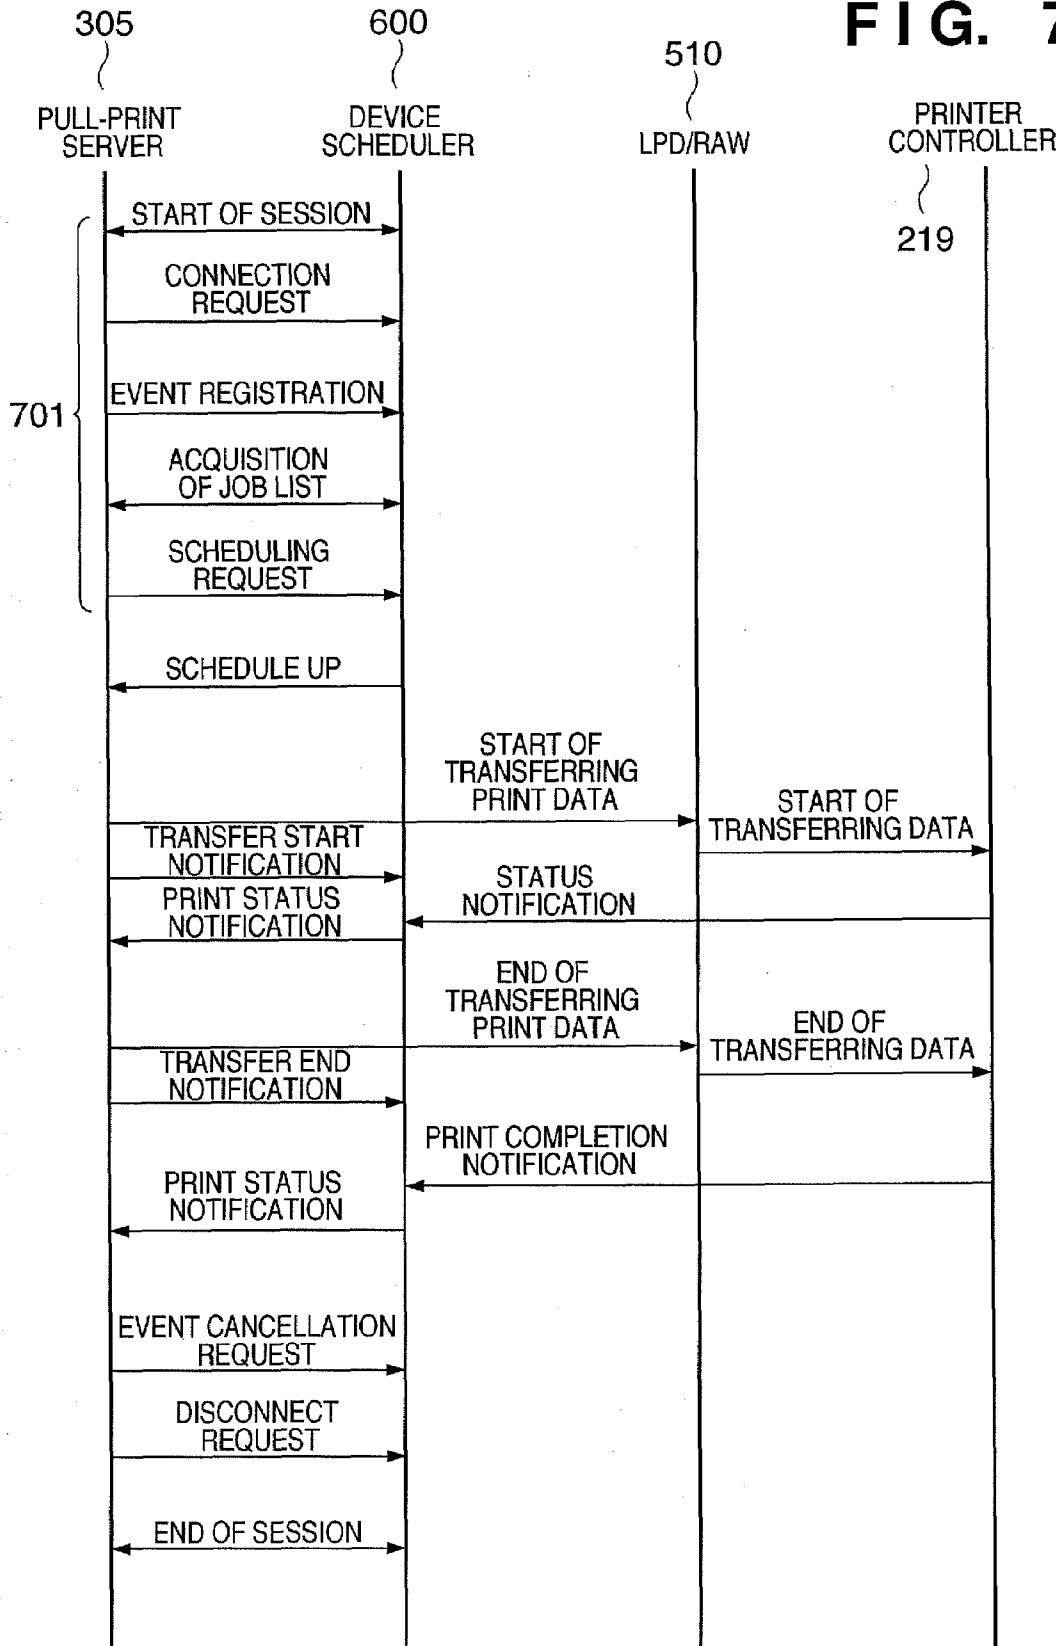 305
600
FIG. 7
510
PULL-PRINT
SERVER
DEVICE
SCHEDULER
LPD/RAW
PRINTER
CONTROLLER
219
START OF SESSION
CONNECTION
REQUEST
EVENT REGISTRATION
701
ACQUISITION
OF JOB LIST
SCHEDULING
REQUEST
SCHEDULE UP
START OF
TRANSFERRING
PRINT DATA
START OF
TRANSFERRING DATA
TRANSFER START
NOTIFICATION
STATUS
NOTIFICATION
PRINT STATUS
NOTIFICATION
END OF
TRANSFERRING
PRINT DATA
END OF
TRANSFERRING DATA
TRANSFER END
NOTIFICATION
PRINT COMPLETION
NOTIFICATION
PRINT STATUS
NOTIFICATION
EVENT CANCELLATION
REQUEST
DISCONNECT
REQUEST
END OF SESSION